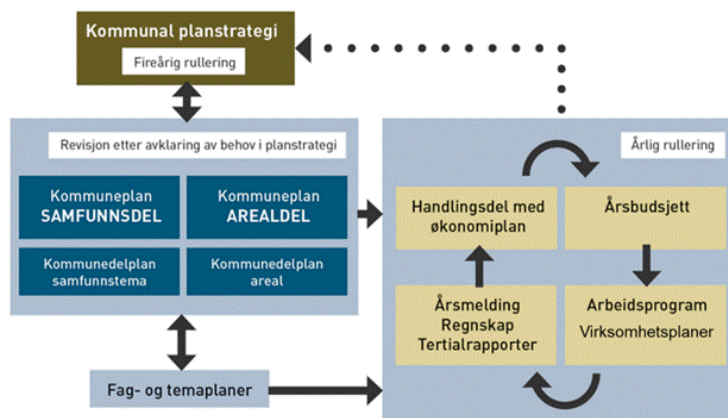 Kommunal planstrategi
Fireårig rullering
Revisjon etter avklaring av behov i planstrategi
Kommuneplan
SAMFUNNSDEL
Kommuneplan
AREALDEL
Kommunedelplan
samfunnstema
Kommunedelplan
areal
Fag- og temaplaner
Årlig rullering
Handlingsdel med
økonomiplan
Årsbudsjett
Årsmelding
Regnskap
Tertialrapporter
Arbeidsprogram
Virksomhetsplaner